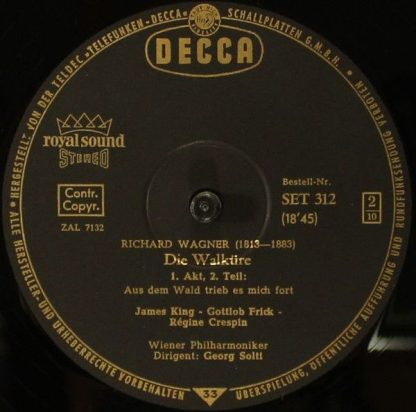 ALLE HERSTELLER- UND URHEBERRECHTE VORBEHALTEN
HERGESTELLT VON DER TELDEC »TELEFUNKEN-DECCA« SCHALLPLATTEN G.M.B.H.
ÜBERSPIELUNG, ÖFFENTLICHE AUFFÜHRUNG UND RUNDFUNKSENDUNG VERBOTEN
DECCA
royal sound
STEREO
Contr.
Copyr.
ZAL 7132
Bestell-Nr.
SET 312
(18'45)
2
10
RICHARD WAGNER (1813—1883)
Die Walküre
1. Akt, 2. Teil:
Aus dem Wald trieb es mich fort
James King - Gottlob Frick -
Régine Crespin
Wiener Philharmoniker
Dirigent: Georg Solti
33